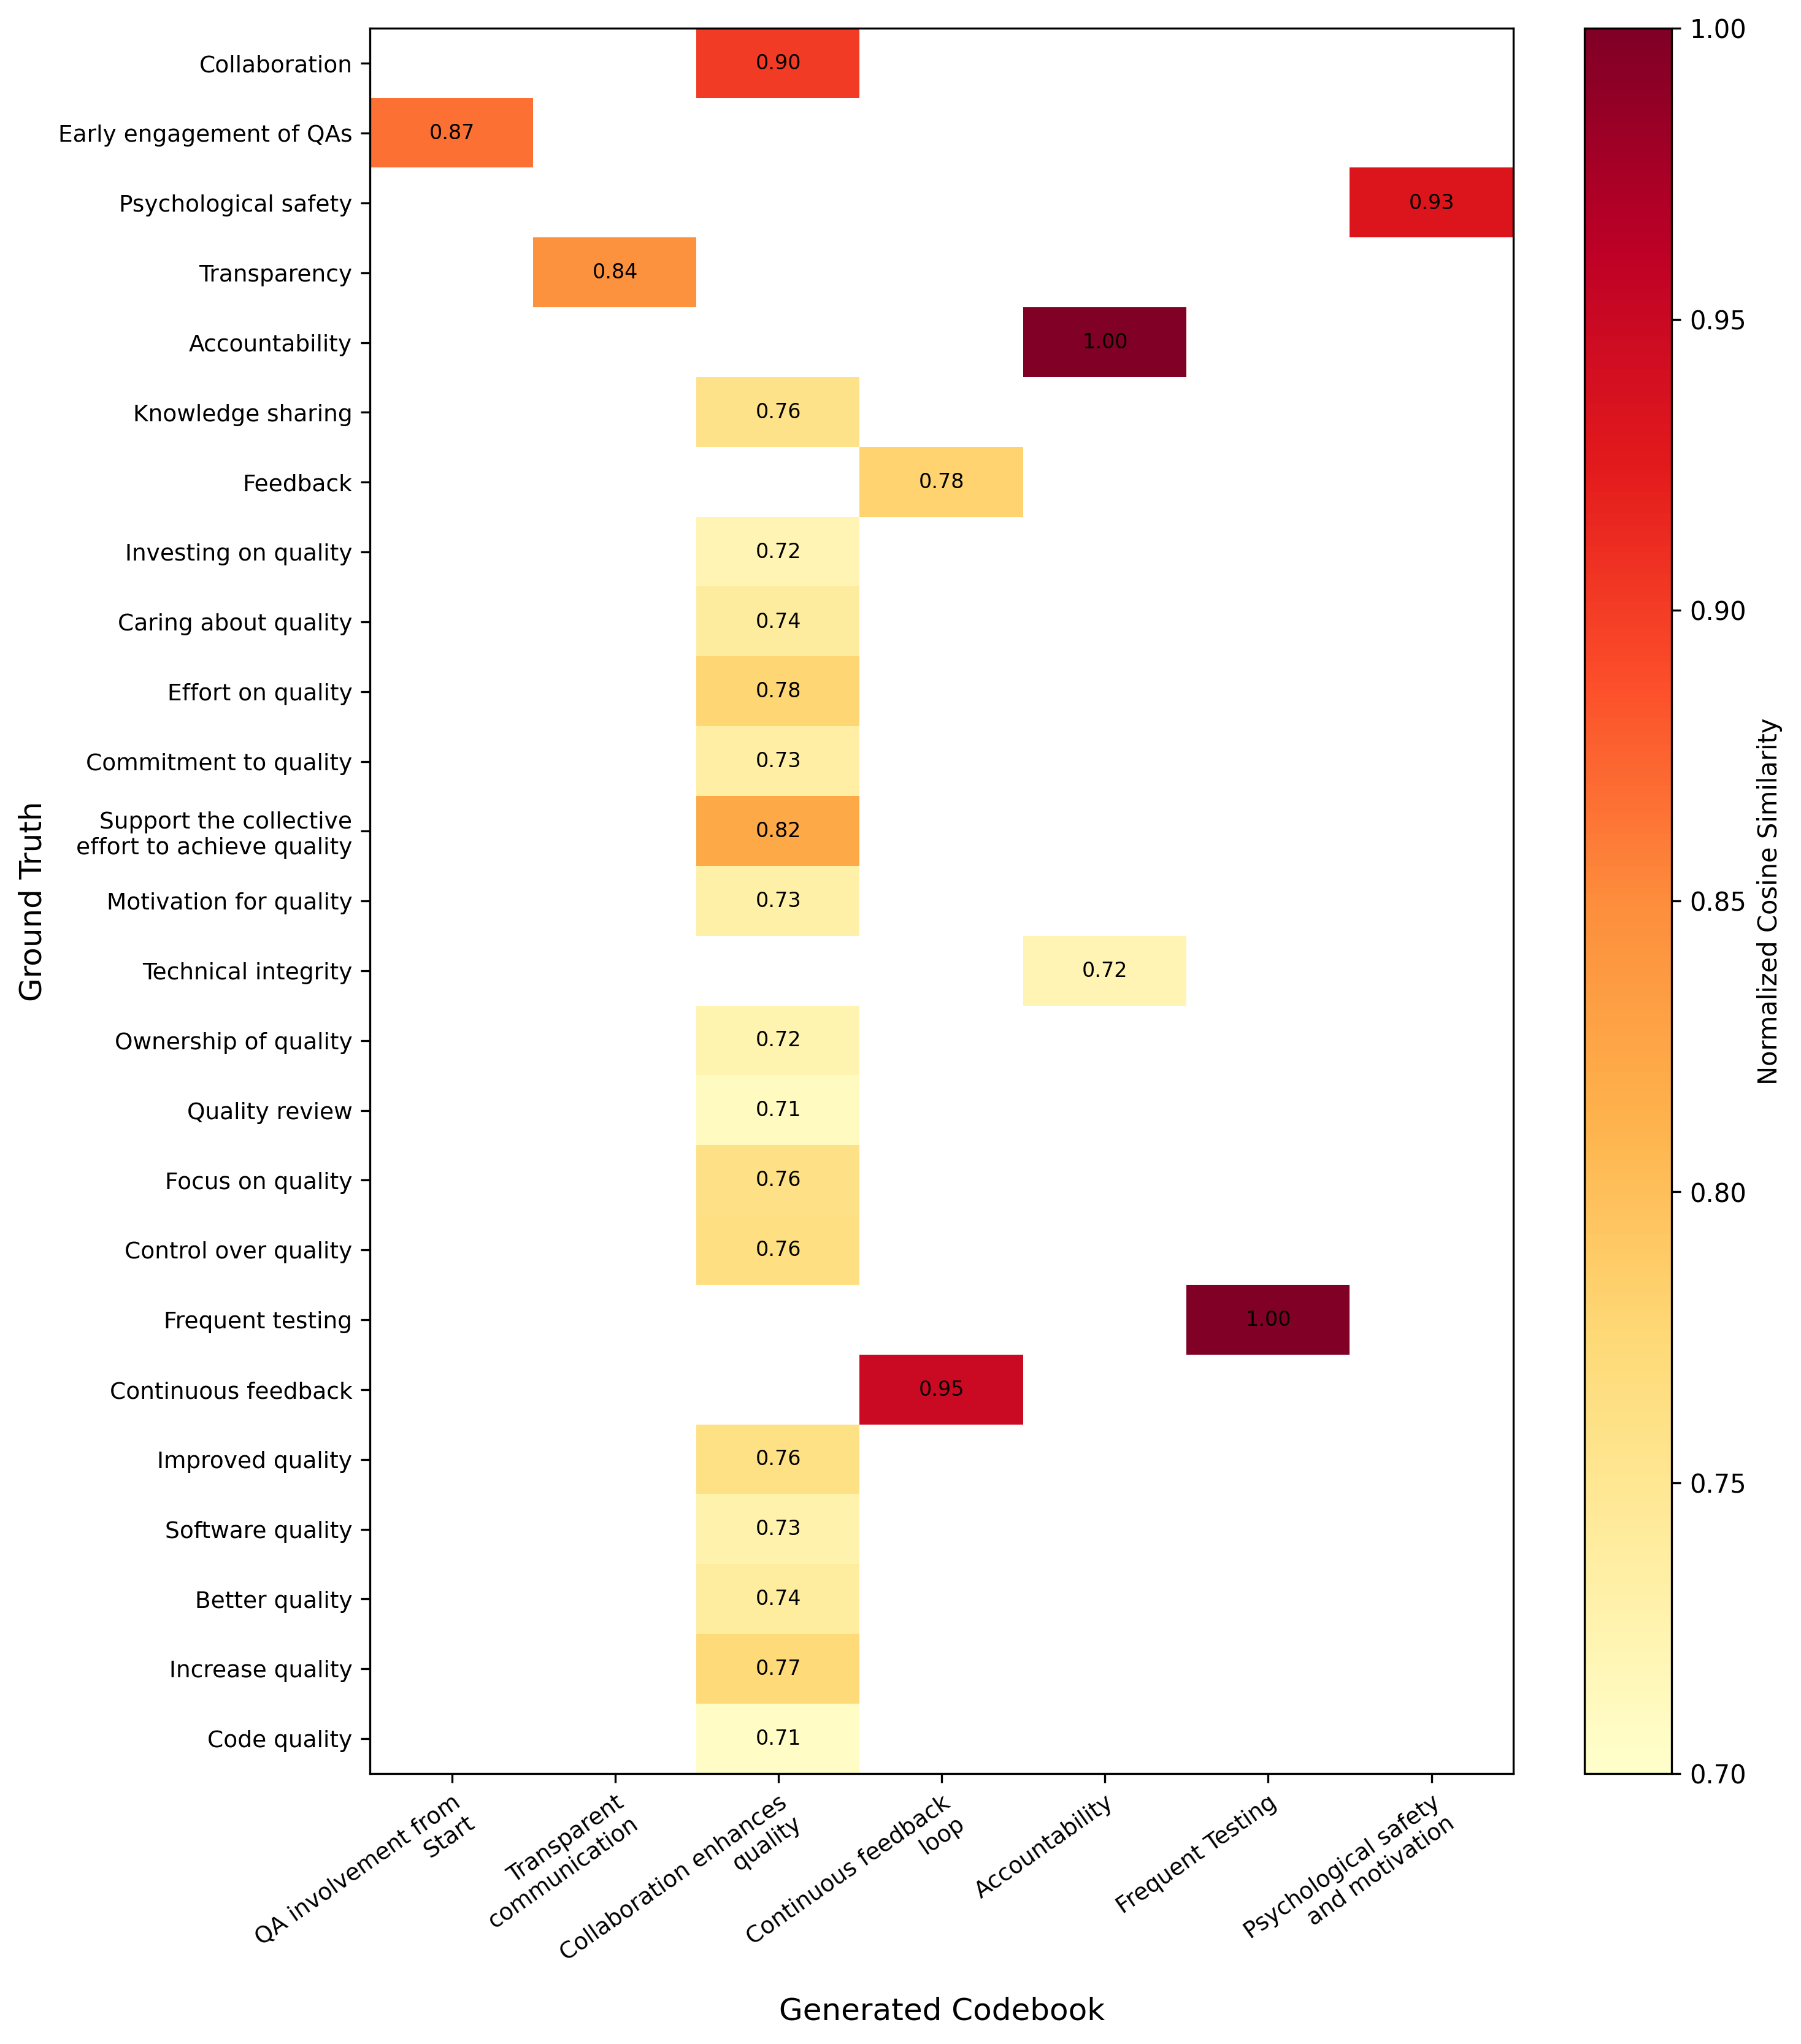 Collaboration
0.90
Early engagement of QAs
0.87
Psychological safety
0.93
Transparency
0.84
Accountability
1.00
Knowledge sharing
0.76
Feedback
0.78
Investing on quality
0.72
Caring about quality
0.74
Effort on quality
0.78
Commitment to quality
0.73
Support the collective
effort to achieve quality
0.82
Motivation for quality
0.73
Technical integrity
0.72
Ownership of quality
0.72
Quality review
0.71
Focus on quality
0.76
Control over quality
0.76
Frequent testing
1.00
Continuous feedback
0.95
Improved quality
0.76
Software quality
0.73
Better quality
0.74
Increase quality
0.77
Code quality
0.71
Ground Truth
QA involvement from
Start
Transparent
communication
Collaboration enhances
quality
Continuous feedback
loop
Accountability
Frequent Testing
Psychological safety
and motivation
Generated Codebook
1.00
0.95
0.90
0.85
0.80
0.75
0.70
Normalized Cosine Similarity